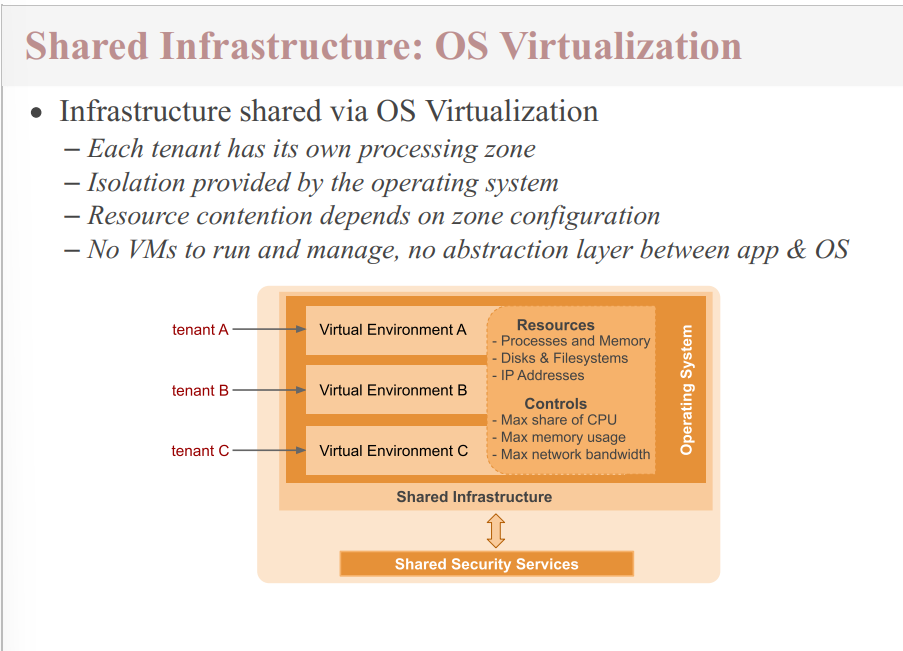 Shared Infrastructure: OS Virtualization
• Infrastructure shared via OS Virtualization
– Each tenant has its own processing zone
– Isolation provided by the operating system
– Resource contention depends on zone configuration
– No VMs to run and manage, no abstraction layer between app & OS
tenant A
Virtual Environment A
tenant B
Virtual Environment B
tenant C
Virtual Environment C
Resources
- Processes and Memory
- Disks & Filesystems
- IP Addresses
Controls
- Max share of CPU
- Max memory usage
- Max network bandwidth
Operating System
Shared Infrastructure
Shared Security Services